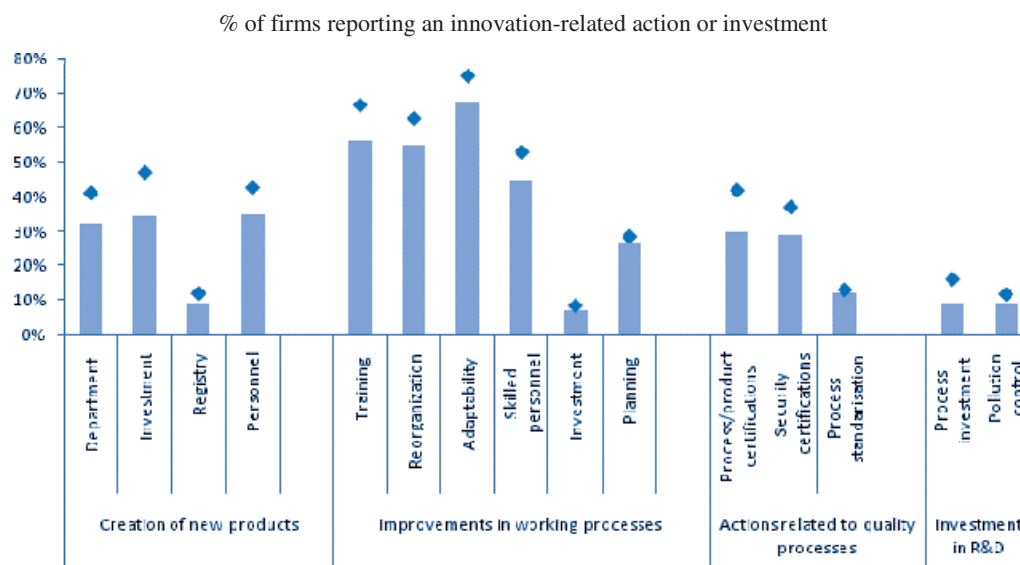 % of firms reporting an innovation-related action or investment
80%
70%
60%
50%
40%
30%
20%
10%
0%
Department
Investment
Registry
Personnel
Training
Reorganization
Adaptability
Skilled
personnel
Investment
Planning
Process/product
certifications
Security
certifications
Process
standarisation
Process
investment
Pollution
control
Creation of new products
Improvements in working processes
Actions related to quality
processes
Investment
in R&D